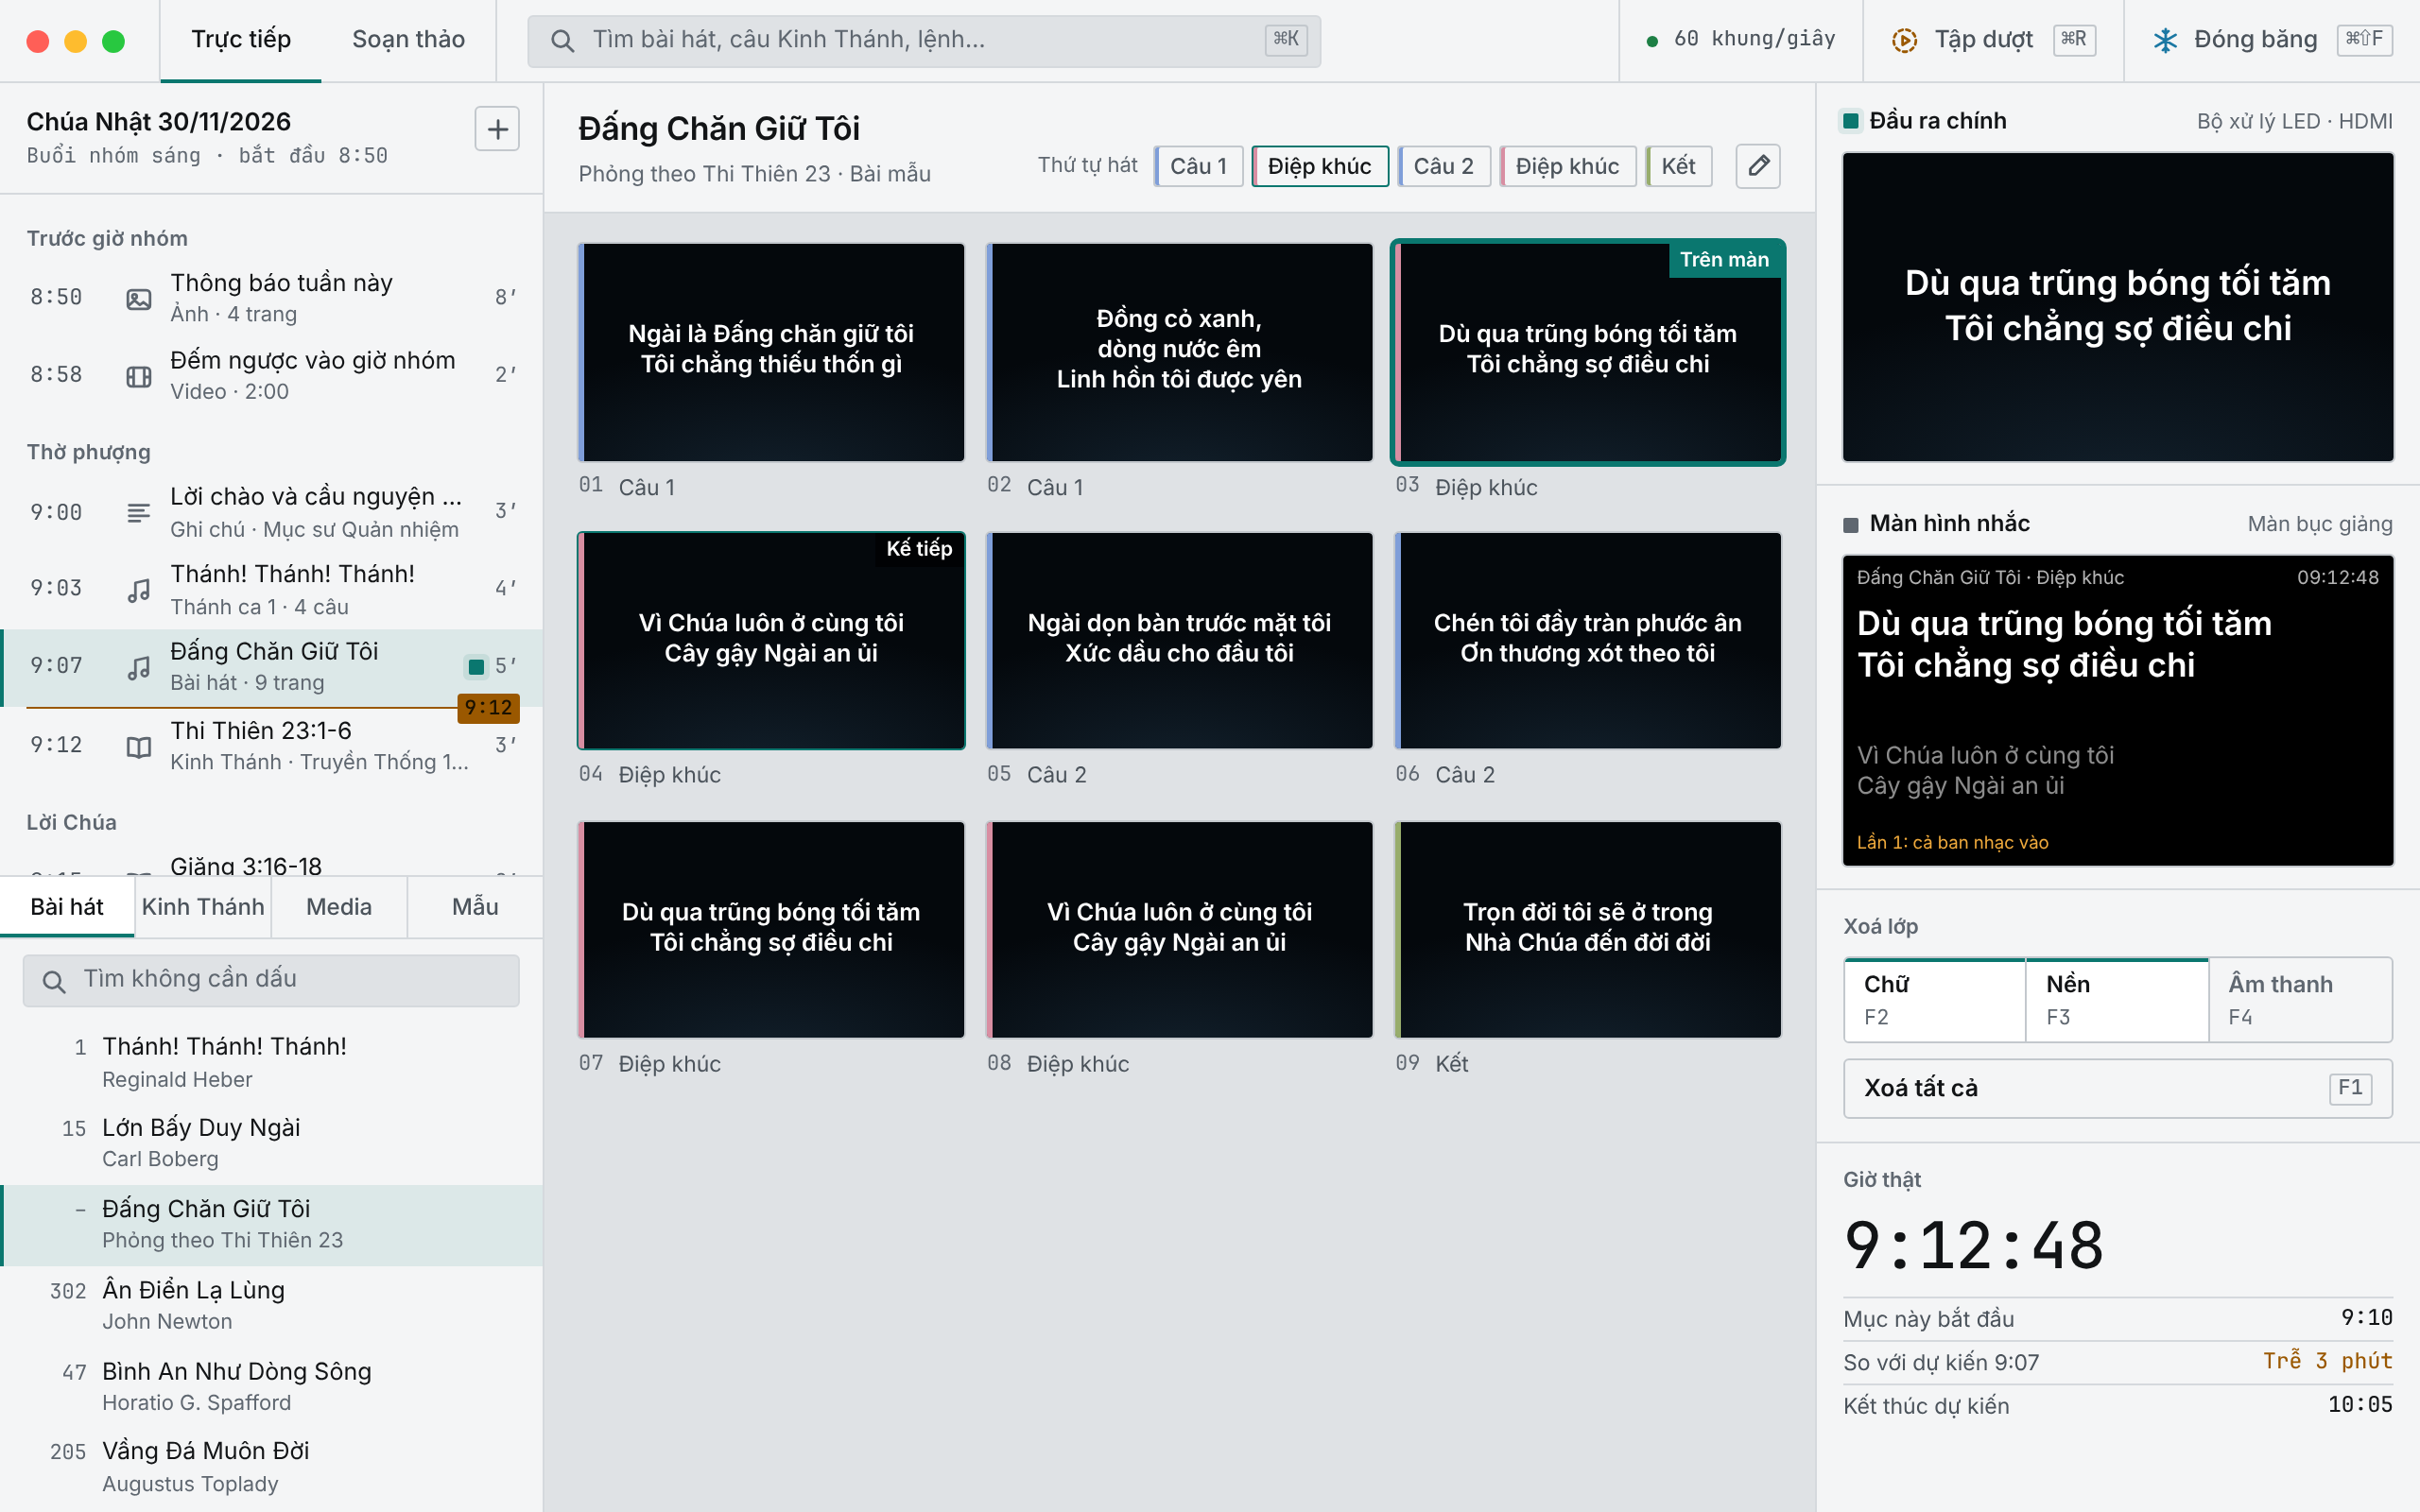 Trực tiếp
Soạn thảo
Tìm bài hát, câu Kinh Thánh, lệnh...
⌘K
60 khung/giây
Tập dượt
⌘R
Đóng băng
⌘⇧F
Chúa Nhật 30/11/2026
Buổi nhóm sáng · bắt đầu 8:50
Trước giờ nhóm
8:50
Thông báo tuần này
8′
Ảnh · 4 trang
8:58
Đếm ngược vào giờ nhóm
2′
Video · 2:00
Thờ phượng
9:00
Lời chào và cầu nguyện ...
3′
Ghi chú · Mục sư Quản nhiệm
9:03
Thánh! Thánh! Thánh!
4′
Thánh ca 1 · 4 câu
9:07
Đấng Chăn Giữ Tôi
5′
Bài hát · 9 trang
9:12
9:12
Thi Thiên 23:1-6
3′
Kinh Thánh · Truyền Thống 1...
Lời Chúa
Giăng 3:16-18
Bài hát
Kinh Thánh
Media
Mẫu
Tìm không cần dấu
1
Thánh! Thánh! Thánh!
Reginald Heber
15
Lớn Bấy Duy Ngài
Carl Boberg
–
Đấng Chăn Giữ Tôi
Phỏng theo Thi Thiên 23
302
Ân Điển Lạ Lùng
John Newton
47
Bình An Như Dòng Sông
Horatio G. Spafford
205
Vầng Đá Muôn Đời
Augustus Toplady
Đấng Chăn Giữ Tôi
Phỏng theo Thi Thiên 23 · Bài mẫu
Thứ tự hát
Câu 1
Điệp khúc
Câu 2
Điệp khúc
Kết
Ngài là Đấng chăn giữ tôi
Tôi chẳng thiếu thốn gì
01 Câu 1
Đồng cỏ xanh,
dòng nước êm
Linh hồn tôi được yên
02 Câu 1
Trên màn
Dù qua trũng bóng tối tăm
Tôi chẳng sợ điều chi
03 Điệp khúc
Kế tiếp
Vì Chúa luôn ở cùng tôi
Cây gậy Ngài an ủi
04 Điệp khúc
Ngài dọn bàn trước mặt tôi
Xức dầu cho đầu tôi
05 Câu 2
Chén tôi đầy tràn phước ân
Ơn thương xót theo tôi
06 Câu 2
Dù qua trũng bóng tối tăm
Tôi chẳng sợ điều chi
07 Điệp khúc
Vì Chúa luôn ở cùng tôi
Cây gậy Ngài an ủi
08 Điệp khúc
Trọn đời tôi sẽ ở trong
Nhà Chúa đến đời đời
09 Kết
Đầu ra chính
Bộ xử lý LED · HDMI
Dù qua trũng bóng tối tăm
Tôi chẳng sợ điều chi
Màn hình nhắc
Màn bục giảng
Đấng Chăn Giữ Tôi · Điệp khúc
09:12:48
Dù qua trũng bóng tối tăm
Tôi chẳng sợ điều chi
Vì Chúa luôn ở cùng tôi
Cây gậy Ngài an ủi
Lần 1: cả ban nhạc vào
Xoá lớp
Chữ
F2
Nền
F3
Âm thanh
F4
Xoá tất cả
F1
Giờ thật
9:12:48
Mục này bắt đầu
9:10
So với dự kiến 9:07
Trễ 3 phút
Kết thúc dự kiến
10:05